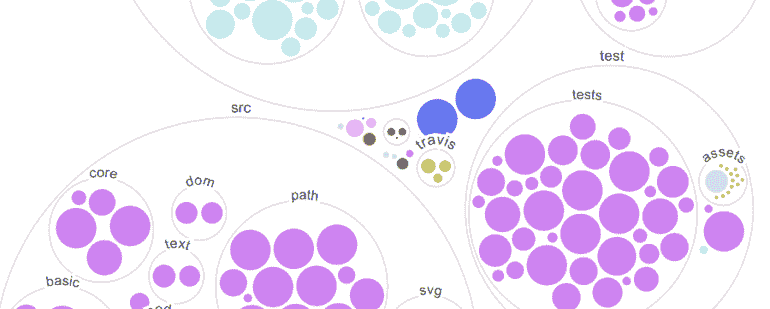 test
tests
src
travis
assets
core
dom
path
text
basic
svg